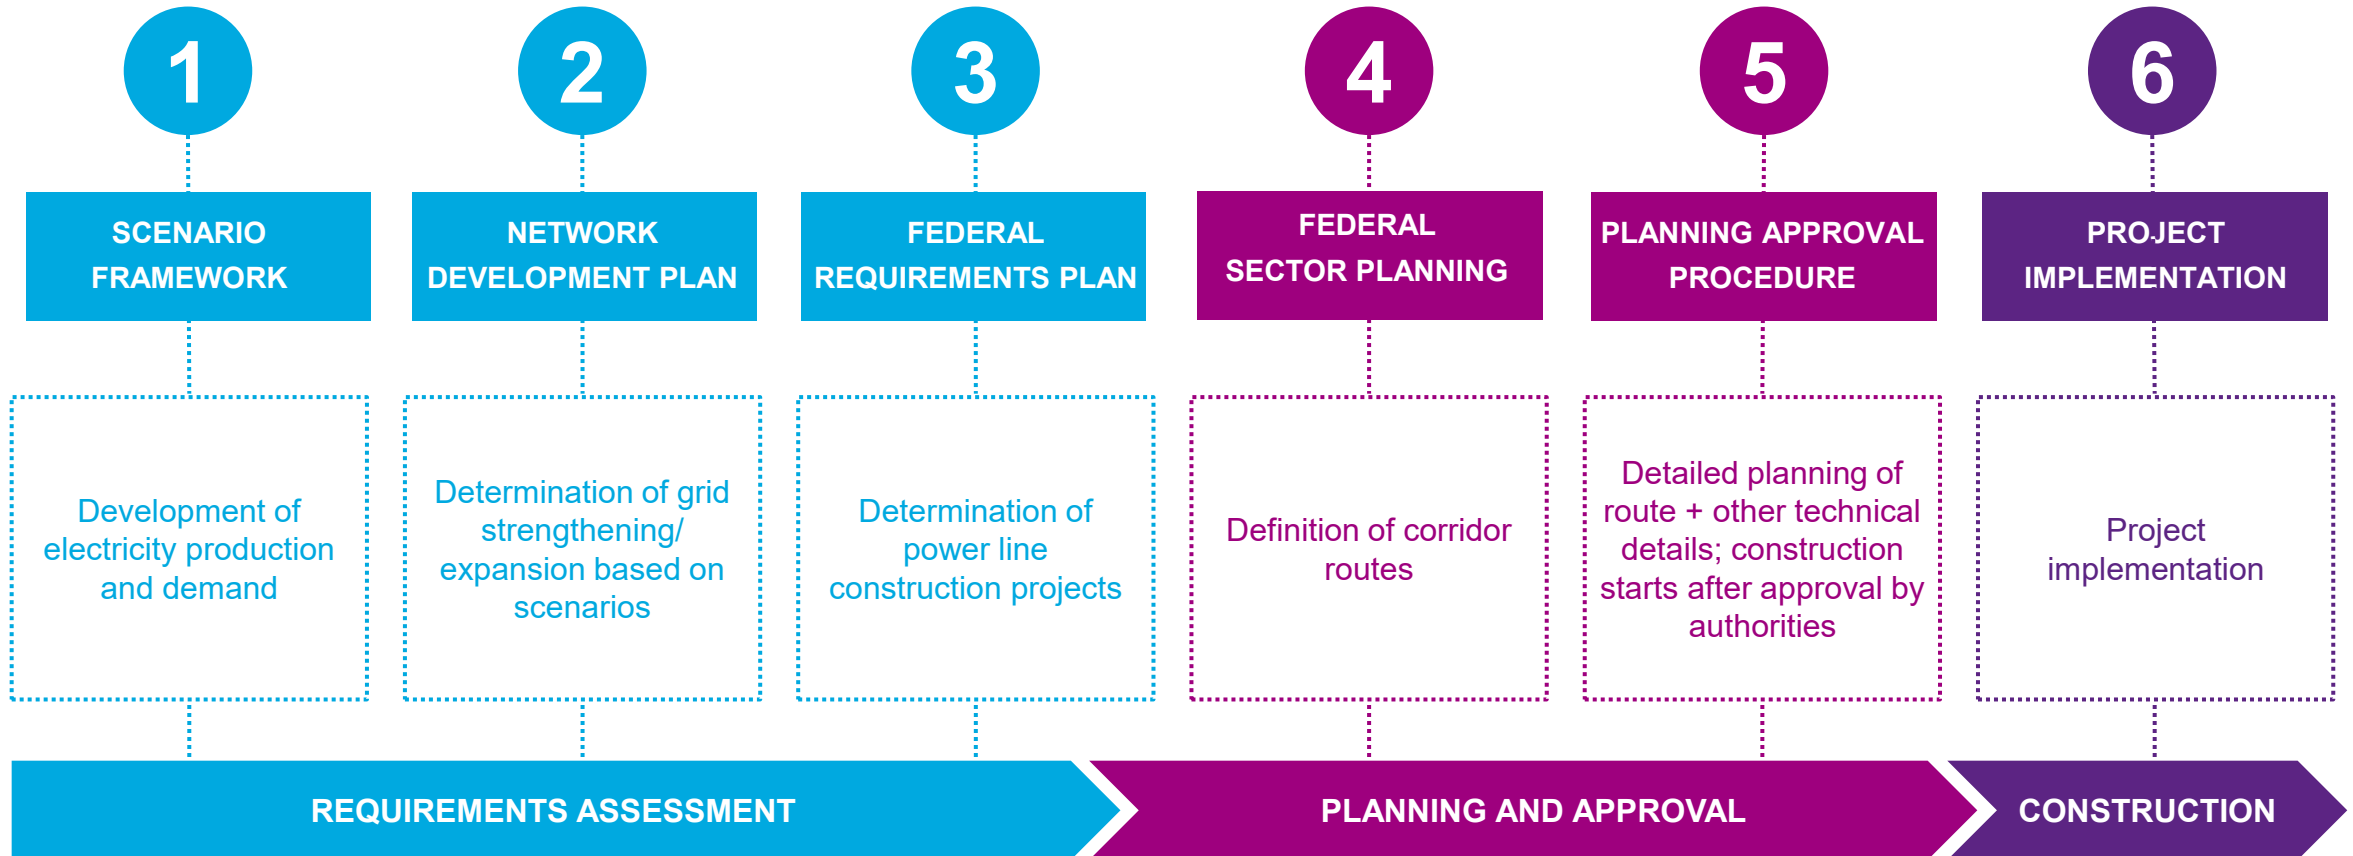 1
2
3
4
5
6
SCENARIO
FRAMEWORK
NETWORK
DEVELOPMENT PLAN
FEDERAL
REQUIREMENTS PLAN
FEDERAL
SECTOR PLANNING
PLANNING APPROVAL
PROCEDURE
PROJECT
IMPLEMENTATION
Development of
electricity production
and demand
Determination of grid
strengthening/
expansion based on
scenarios
Determination of
power line
construction projects
Definition of corridor
routes
Detailed planning of
route + other technical
details; construction
starts after approval by
authorities
Project
implementation
REQUIREMENTS ASSESSMENT
PLANNING AND APPROVAL
CONSTRUCTION